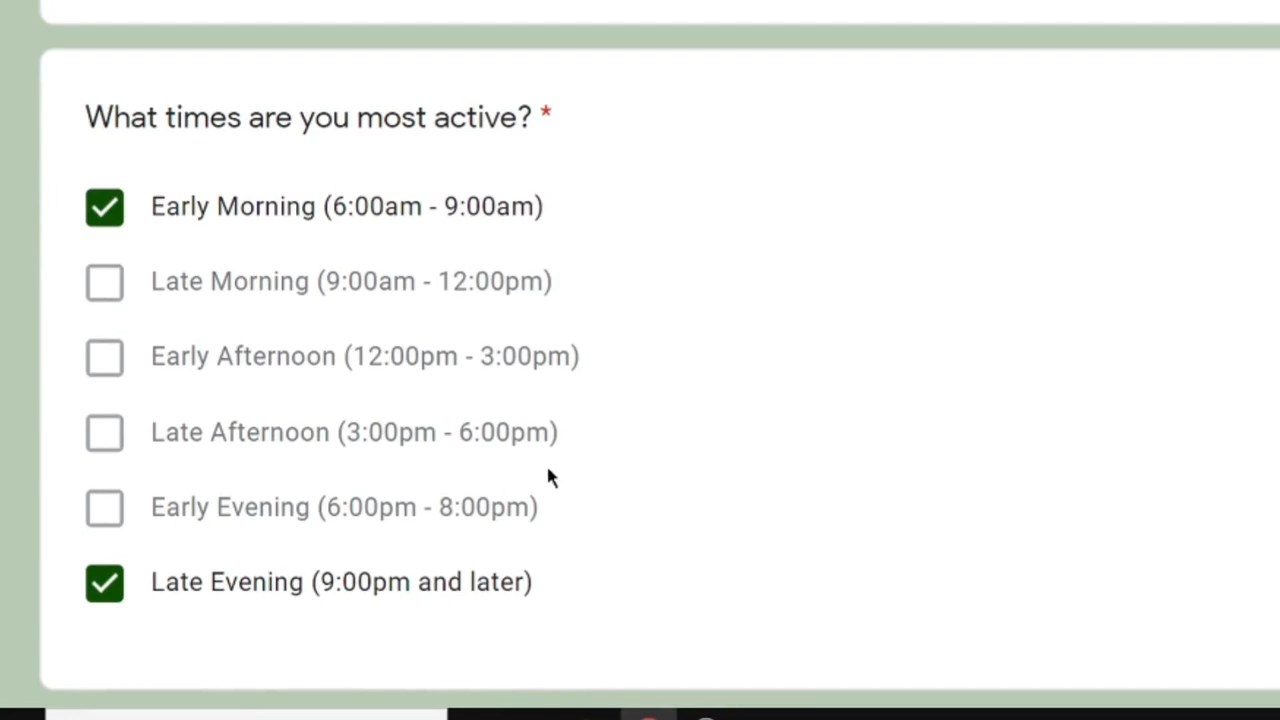 What times are you most active? *
Early Morning (6:00am - 9:00am)
Late Morning (9:00am - 12:00pm)
Early Afternoon (12:00pm - 3:00pm)
Late Afternoon (3:00pm - 6:00pm)
Early Evening (6:00pm - 8:00pm)
Late Evening (9:00pm and later)